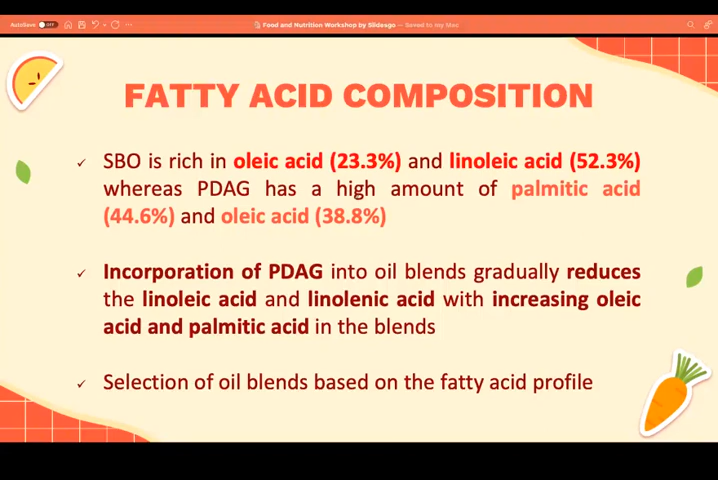 AutoSave OFF
Food and Nutrition Workshop by Slidesgo — Saved to my Mac
FATTY ACID COMPOSITION
✓ SBO is rich in oleic acid (23.3%) and linoleic acid (52.3%)
whereas PDAG has a high amount of palmitic acid
(44.6%) and oleic acid (38.8%)
✓ Incorporation of PDAG into oil blends gradually reduces
the linoleic acid and linolenic acid with increasing oleic
acid and palmitic acid in the blends
✓ Selection of oil blends based on the fatty acid profile